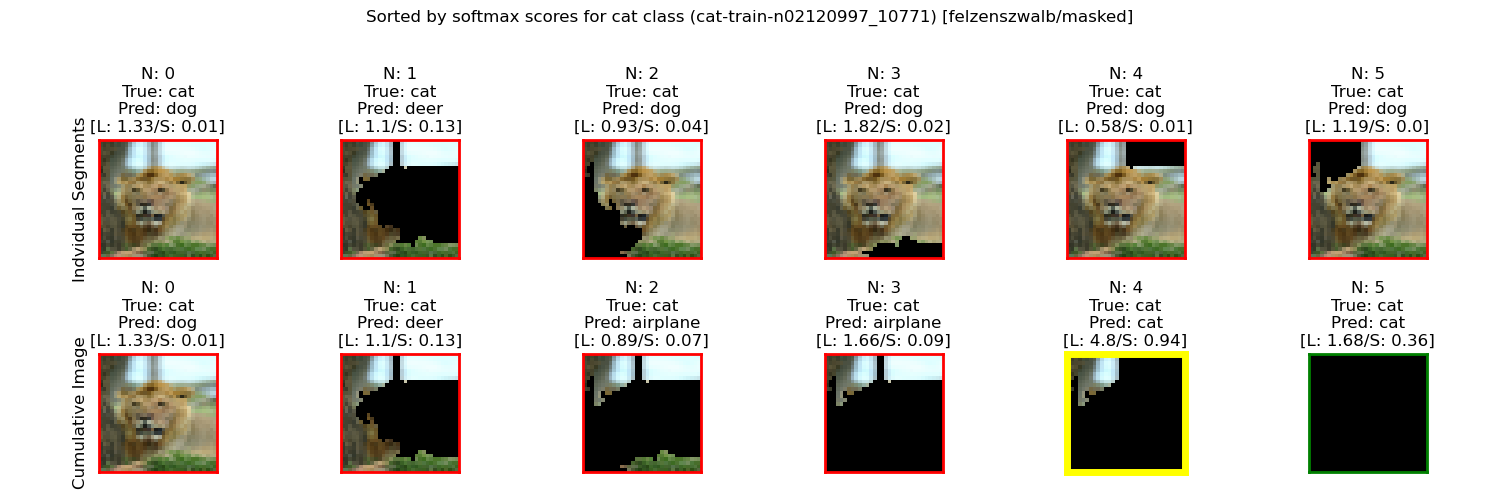 Sorted by softmax scores for cat class (cat-train-n02120997_10771) [felzenszwalb/masked]
Indvidual Segments
N: 0
True: cat
Pred: dog
[L: 1.33/S: 0.01]
N: 1
True: cat
Pred: deer
[L: 1.1/S: 0.13]
N: 2
True: cat
Pred: dog
[L: 0.93/S: 0.04]
N: 3
True: cat
Pred: dog
[L: 1.82/S: 0.02]
N: 4
True: cat
Pred: dog
[L: 0.58/S: 0.01]
N: 5
True: cat
Pred: dog
[L: 1.19/S: 0.0]
Cumulative Image
N: 0
True: cat
Pred: dog
[L: 1.33/S: 0.01]
N: 1
True: cat
Pred: deer
[L: 1.1/S: 0.13]
N: 2
True: cat
Pred: airplane
[L: 0.89/S: 0.07]
N: 3
True: cat
Pred: airplane
[L: 1.66/S: 0.09]
N: 4
True: cat
Pred: cat
[L: 4.8/S: 0.94]
N: 5
True: cat
Pred: cat
[L: 1.68/S: 0.36]